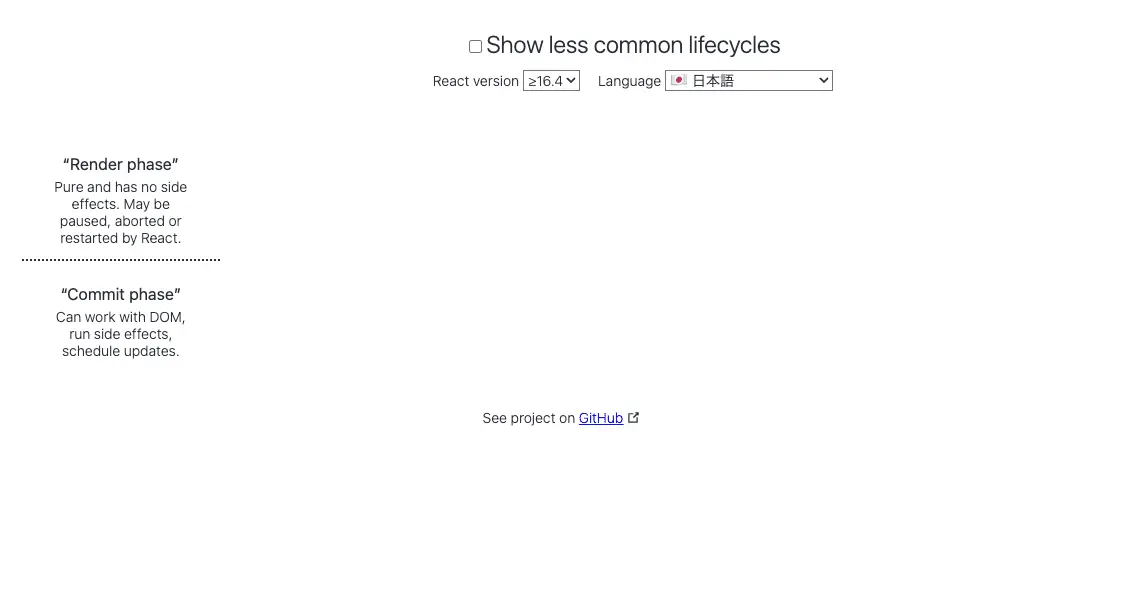 Show less common lifecycles
React version ≥16.4 Language 日本語
“Render phase”
Pure and has no side
effects. May be
paused, aborted or
restarted by React.
“Commit phase”
Can work with DOM,
run side effects,
schedule updates.
See project on GitHub